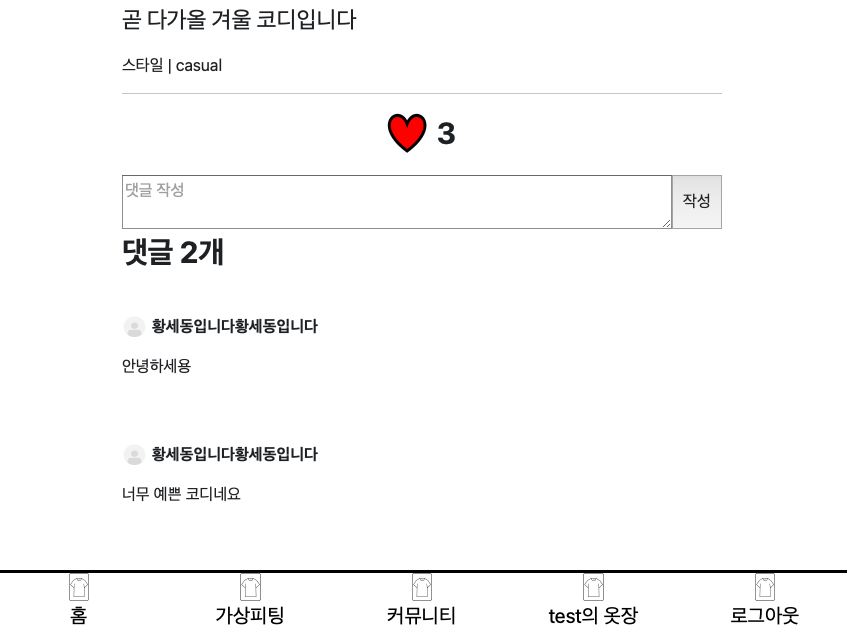 곧 다가올 겨울 코디입니다
스타일 | casual
3
댓글 작성
작성
댓글 2개
황세동입니다황세동입니다
안녕하세용
황세동입니다황세동입니다
너무 예쁜 코디네요
홈
가상피팅
커뮤니티
test의 옷장
로그아웃